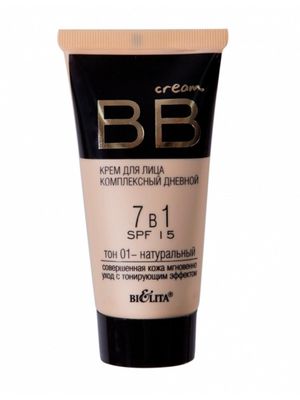 cream
BB
КРЕМ ДЛЯ ЛИЦА
КОМПЛЕКСНЫЙ ДНЕВНОЙ
7 В 1
SPF 15
тон 01– натуральный
совершенная кожа мгновенно
уход с тонирующим эффектом
BIELITA®